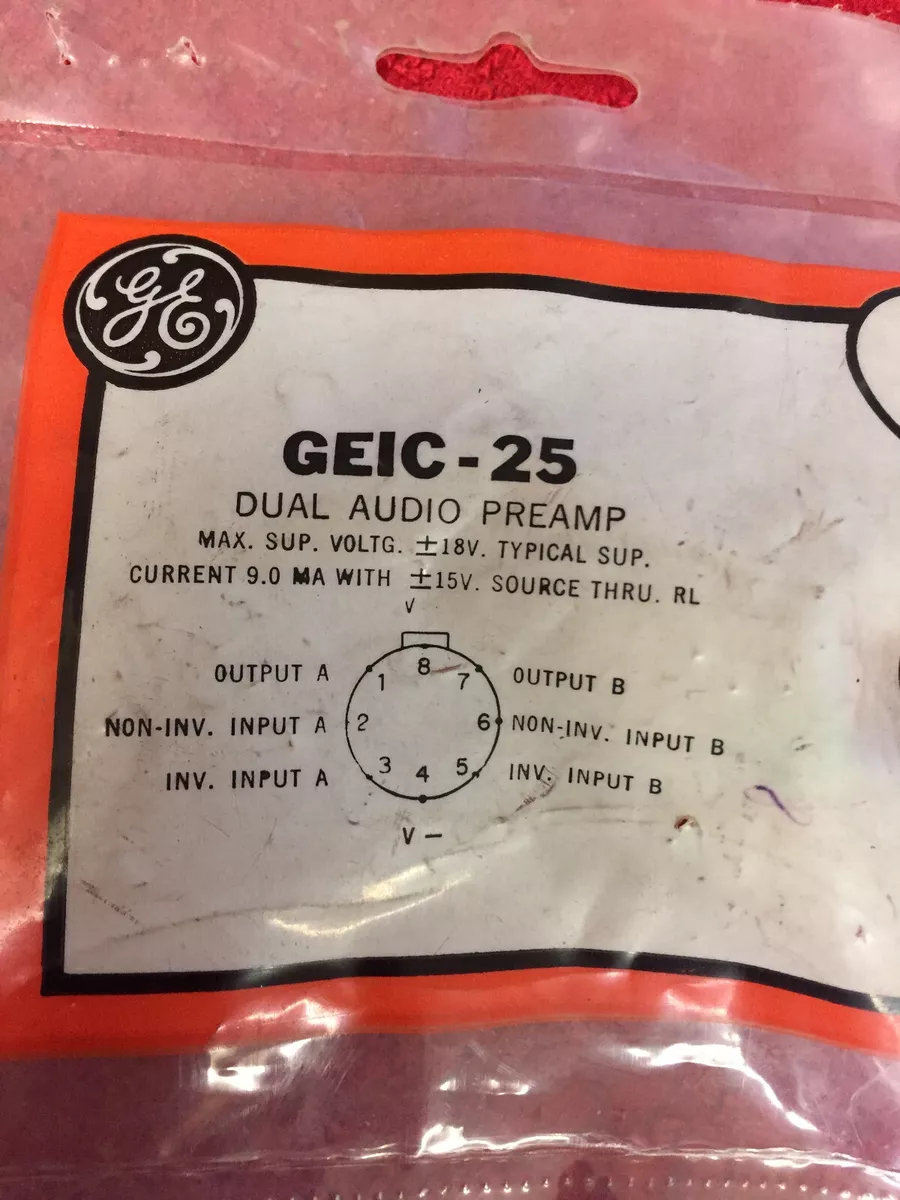 GE
GEIC-25
DUAL AUDIO PREAMP
MAX. SUP. VOLTG. ±18V. TYPICAL SUP.
CURRENT 9.0 MA WITH ±15V. SOURCE THRU. RL
V
8
OUTPUT A 1 7 OUTPUT B
NON-INV. INPUT A 2 6 NON-INV. INPUT B
INV. INPUT A 3 4 5 INV. INPUT B
V –